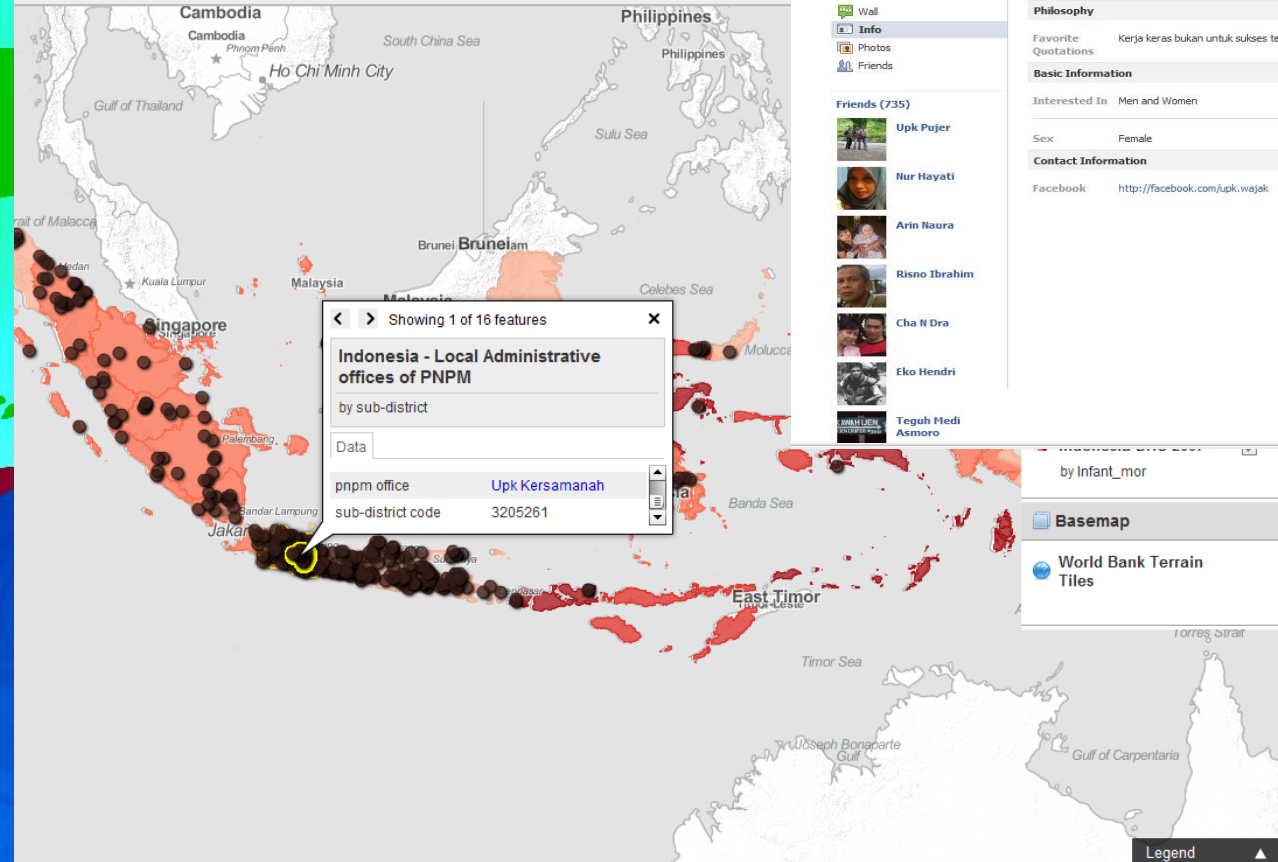 Cambodia
Cambodia
Phnom Penh
Ho Chi Minh City
South China Sea
Philippines
Philippines
Gulf of Thailand
Sulu Sea
rait of Malacca
Brunei Bruneiam
Medan
Kuala Lumpur
Malaysia
Celebes Sea
Singapore
Molucca
Palembang
Bandar Lampung
Banda Sea
Denpasar
East Timor
Timor-Leste
Timor Sea
Torres Strait
Joseph Bonaparte
Gulf
Gulf of Carpentaria
Showing 1 of 16 features
Indonesia - Local Administrative
offices of PNPM
by sub-district
Data
pnpm office Upk Kersamanah
sub-district code 3205261
Wall
Info
Photos
Friends
Friends (735)
Upk Pujer
Nur Hayati
Arin Naura
Risno Ibrahim
Cha N Dra
Eko Hendri
Teguh Medi
Asmoro
Philosophy
Favorite Kerja keras bukan untuk sukses te
Quotations
Basic Information
Interested In Men and Women
Sex Female
Contact Information
Facebook http://facebook.com/upk.wajak
by Infant_mor
Basemap
World Bank Terrain
Tiles
Legend